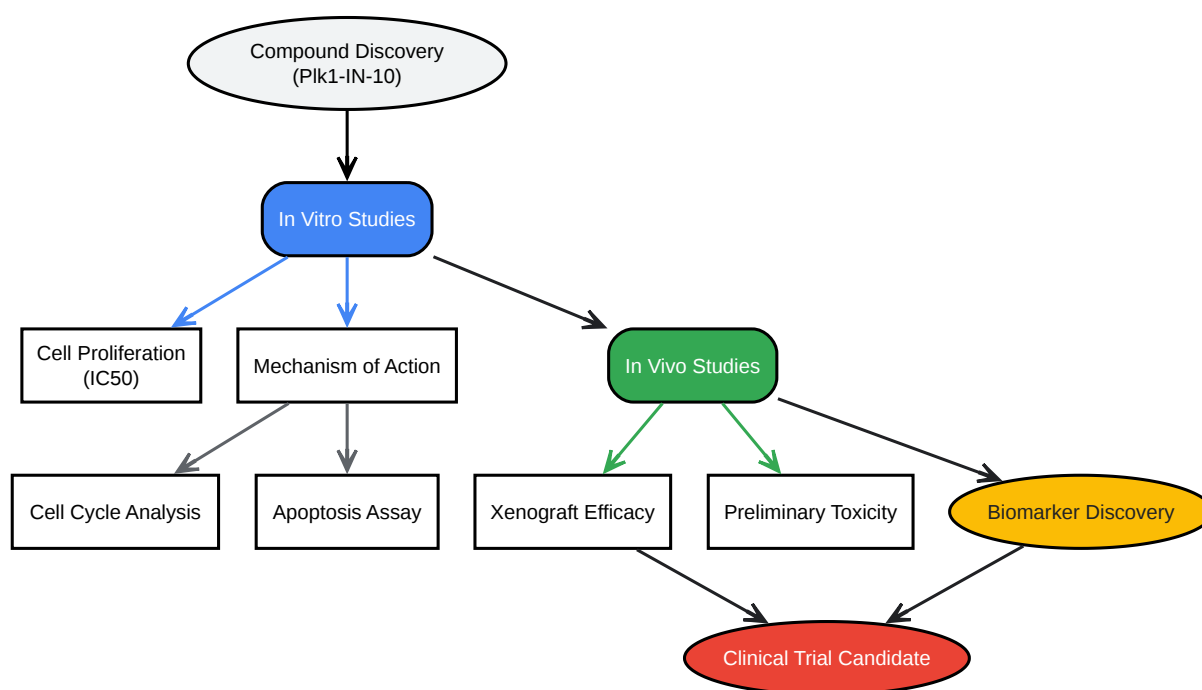 Compound Discovery
(Plk1-IN-10)
In Vitro Studies
Cell Proliferation
(IC50)
Mechanism of Action
In Vivo Studies
Cell Cycle Analysis
Apoptosis Assay
Xenograft Efficacy
Preliminary Toxicity
Biomarker Discovery
Clinical Trial Candidate